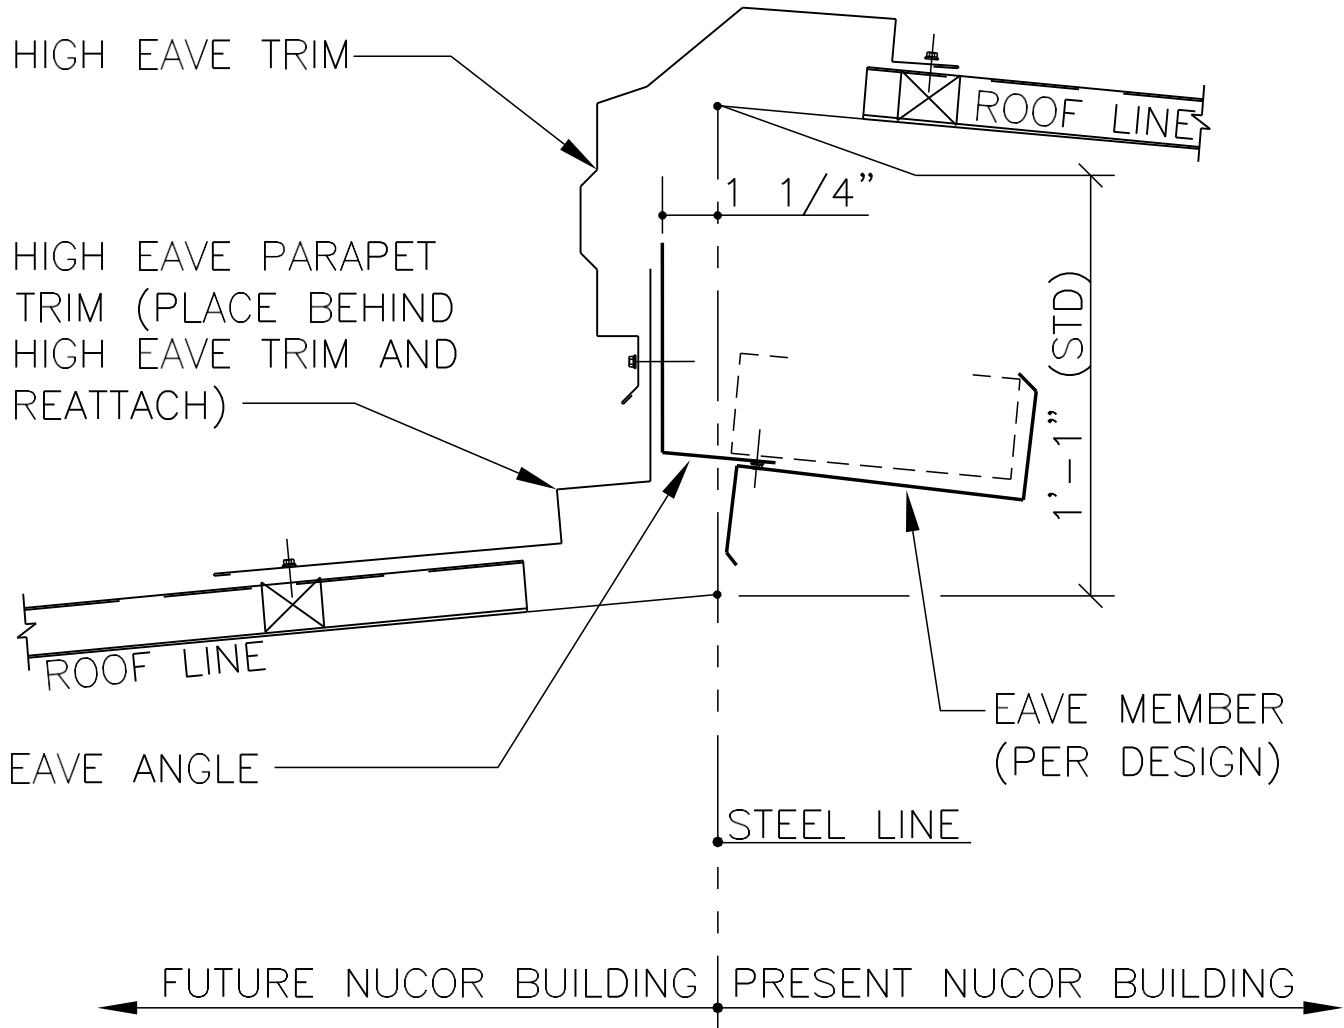 HIGH EAVE TRIM
ROOF LINE
1 1/4"
HIGH EAVE PARAPET
TRIM (PLACE BEHIND
HIGH EAVE TRIM AND
REATTACH)
1'-1" (STD)
ROOF LINE
EAVE MEMBER
(PER DESIGN)
EAVE ANGLE
STEEL LINE
FUTURE NUCOR BUILDING
PRESENT NUCOR BUILDING